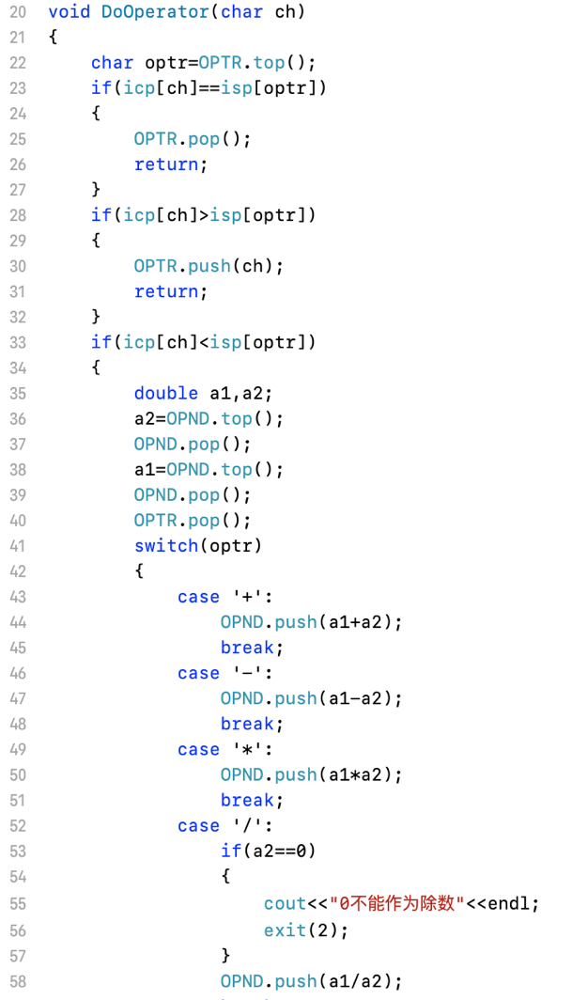 20 void DoOperator(char ch)
21 {
22     char optr=OPTR.top();
23     if(icp[ch]==isp[optr])
24     {
25         OPTR.pop();
26         return;
27     }
28     if(icp[ch]>isp[optr])
29     {
30         OPTR.push(ch);
31         return;
32     }
33     if(icp[ch]<isp[optr])
34     {
35         double a1,a2;
36         a2=OPND.top();
37         OPND.pop();
38         a1=OPND.top();
39         OPND.pop();
40         OPTR.pop();
41         switch(optr)
42         {
43             case '+':
44                 OPND.push(a1+a2);
45                 break;
46             case '-':
47                 OPND.push(a1-a2);
48                 break;
49             case '*':
50                 OPND.push(a1*a2);
51                 break;
52             case '/':
53                 if(a2==0)
54                 {
55                     cout<<"0不能作为除数"<<endl;
56                     exit(2);
57                 }
58                 OPND.push(a1/a2);